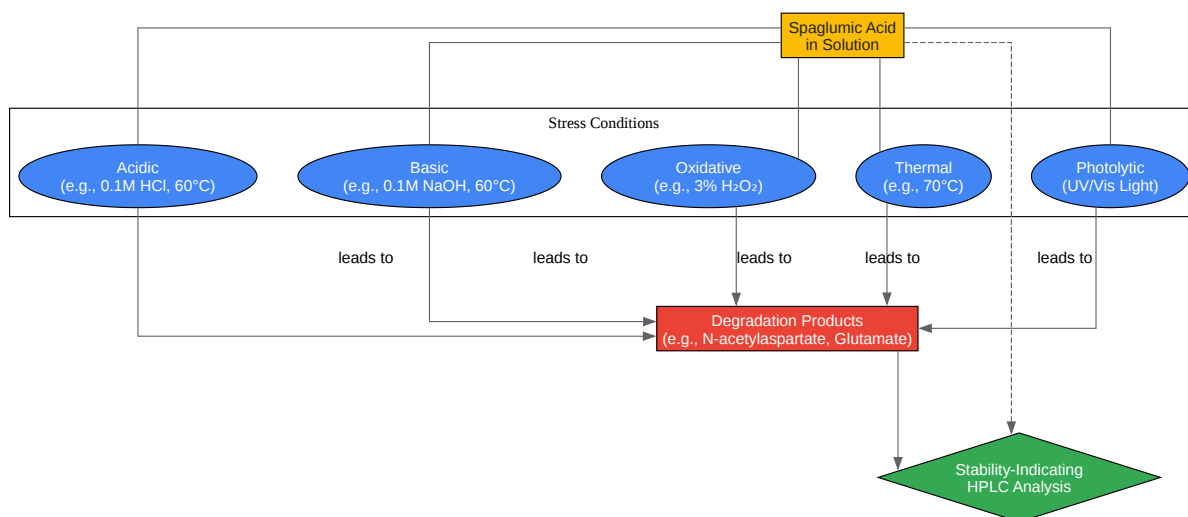 Spaglumic Acid
in Solution
Stress Conditions
Acidic
(e.g., 0.1M HCl, 60°C)
Basic
(e.g., 0.1M NaOH, 60°C)
Oxidative
(e.g., 3% H₂O₂)
Thermal
(e.g., 70°C)
Photolytic
(UV/Vis Light)
leads to
leads to
leads to
leads to
leads to
Degradation Products
(e.g., N-acetylaspartate, Glutamate)
Stability-Indicating
HPLC Analysis